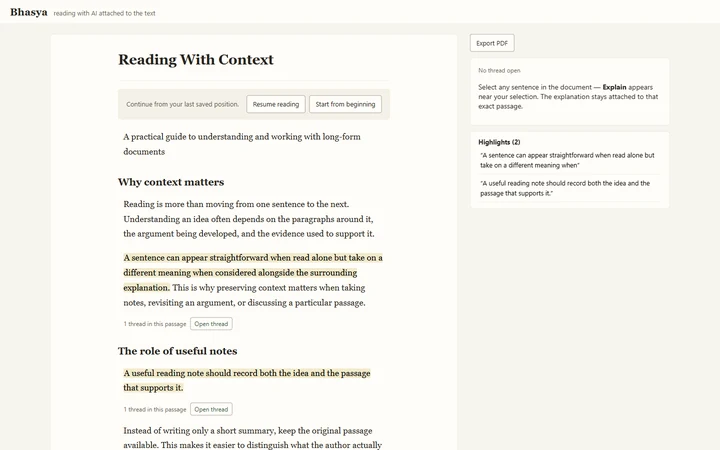 Bhasya reading with AI attached to the text
Reading With Context
Continue from your last saved position. Resume reading Start from beginning
A practical guide to understanding and working with long-form
documents
Why context matters
Reading is more than moving from one sentence to the next.
Understanding an idea often depends on the paragraphs around it,
the argument being developed, and the evidence used to support it.
A sentence can appear straightforward when read alone but take on a
different meaning when considered alongside the surrounding
explanation. This is why preserving context matters when taking
notes, revisiting an argument, or discussing a particular passage.
1 thread in this passage Open thread
The role of useful notes
A useful reading note should record both the idea and the passage
that supports it.
1 thread in this passage Open thread
Instead of writing only a short summary, keep the original passage
available. This makes it easier to distinguish what the author actually
Export PDF
No thread open
Select any sentence in the document — Explain appears
near your selection. The explanation stays attached to that
exact passage.
Highlights (2)
"A sentence can appear straightforward when read alone but
take on a different meaning when"
"A useful reading note should record both the idea and the
passage that supports it."